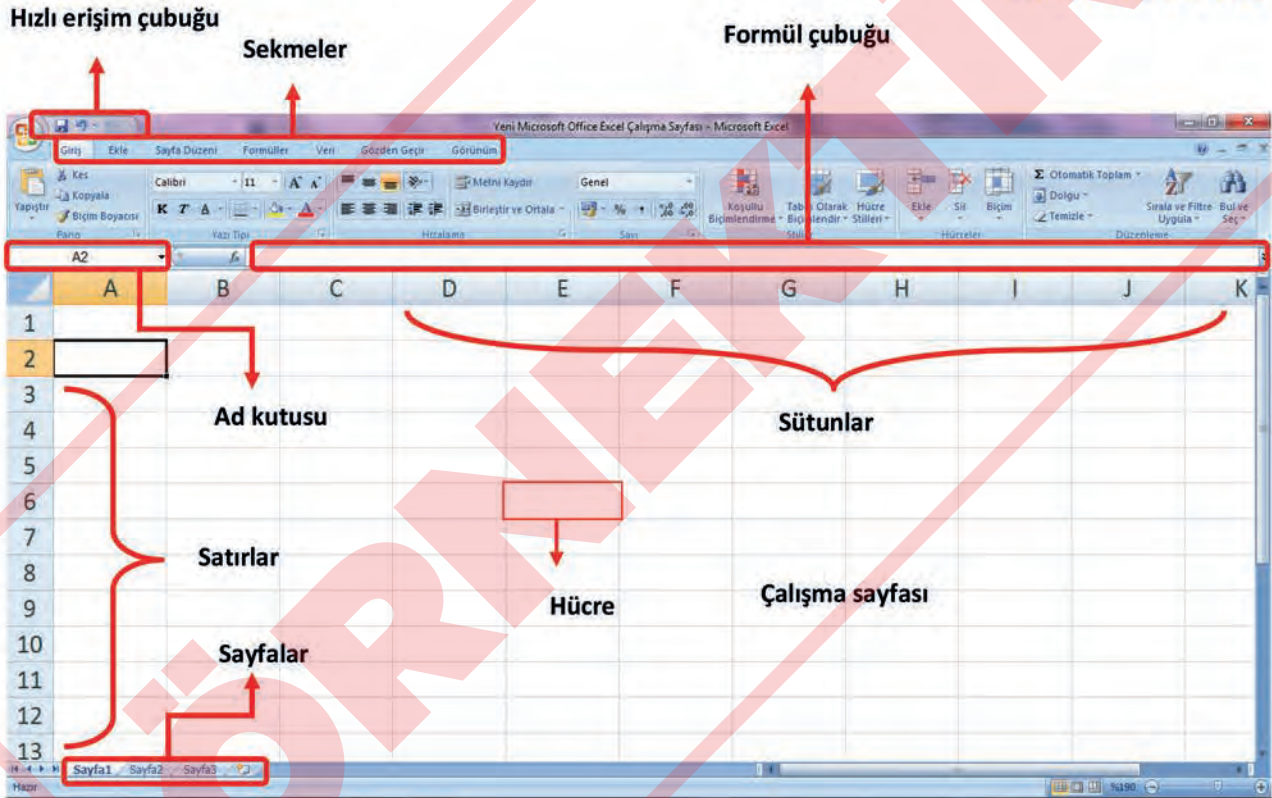 Hızlı erişim çubuğu
Sekmeler
Formül çubuğu
Yeni Microsoft Office Excel Çalışma Sayfası - Microsoft Excel
Giriş Ekle Sayfa Düzeni Formüller Veri Gözden Geçir Görünüm
Yapıştır
Kes
Kopyala
Biçim Boyacısı
Pano
Calibri 11
K T A
Yazı Tipi
Metni Kaydır
Birleştir ve Ortala
Hizalama
Genel
%
Sayı
Koşullu Biçimlendirme
Tablo Olarak Biçimlendir
Hücre Stilleri
Stiller
Ekle Sil Biçim
Hücreler
Σ Otomatik Toplam
Dolgu
Temizle
Sırala ve Filtre Uygula
Bul ve Seç
Düzenleme
A2
fx
A B C D E F G H I J K
1
2
3
4
5
6
7
8
9
10
11
12
13
Ad kutusu
Sütunlar
Satırlar
Hücre
Çalışma sayfası
Sayfalar
Sayfa1 Sayfa2 Sayfa3
Hazır
%190
ÖRNEKTİR